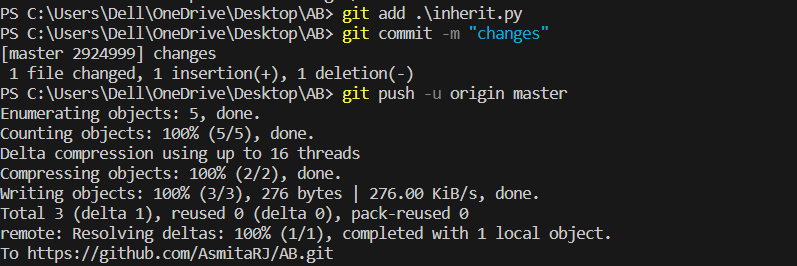 PS C:\Users\Dell\OneDrive\Desktop\AB> git add .\inherit.py
PS C:\Users\Dell\OneDrive\Desktop\AB> git commit -m "changes"
[master 2924999] changes
 1 file changed, 1 insertion(+), 1 deletion(-)
PS C:\Users\Dell\OneDrive\Desktop\AB> git push -u origin master
Enumerating objects: 5, done.
Counting objects: 100% (5/5), done.
Delta compression using up to 16 threads
Compressing objects: 100% (2/2), done.
Writing objects: 100% (3/3), 276 bytes | 276.00 KiB/s, done.
Total 3 (delta 1), reused 0 (delta 0), pack-reused 0
remote: Resolving deltas: 100% (1/1), completed with 1 local object.
To https://github.com/AsmitaRJ/AB.git